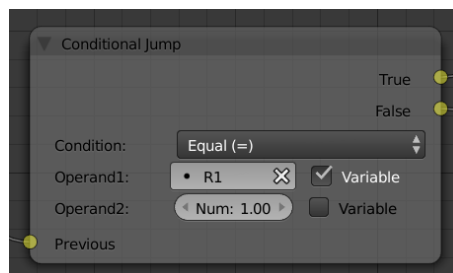 Conditional Jump
True
False
Condition: Equal (=)
Operand1: R1 Variable
Operand2: Num: 1.00 Variable
Previous